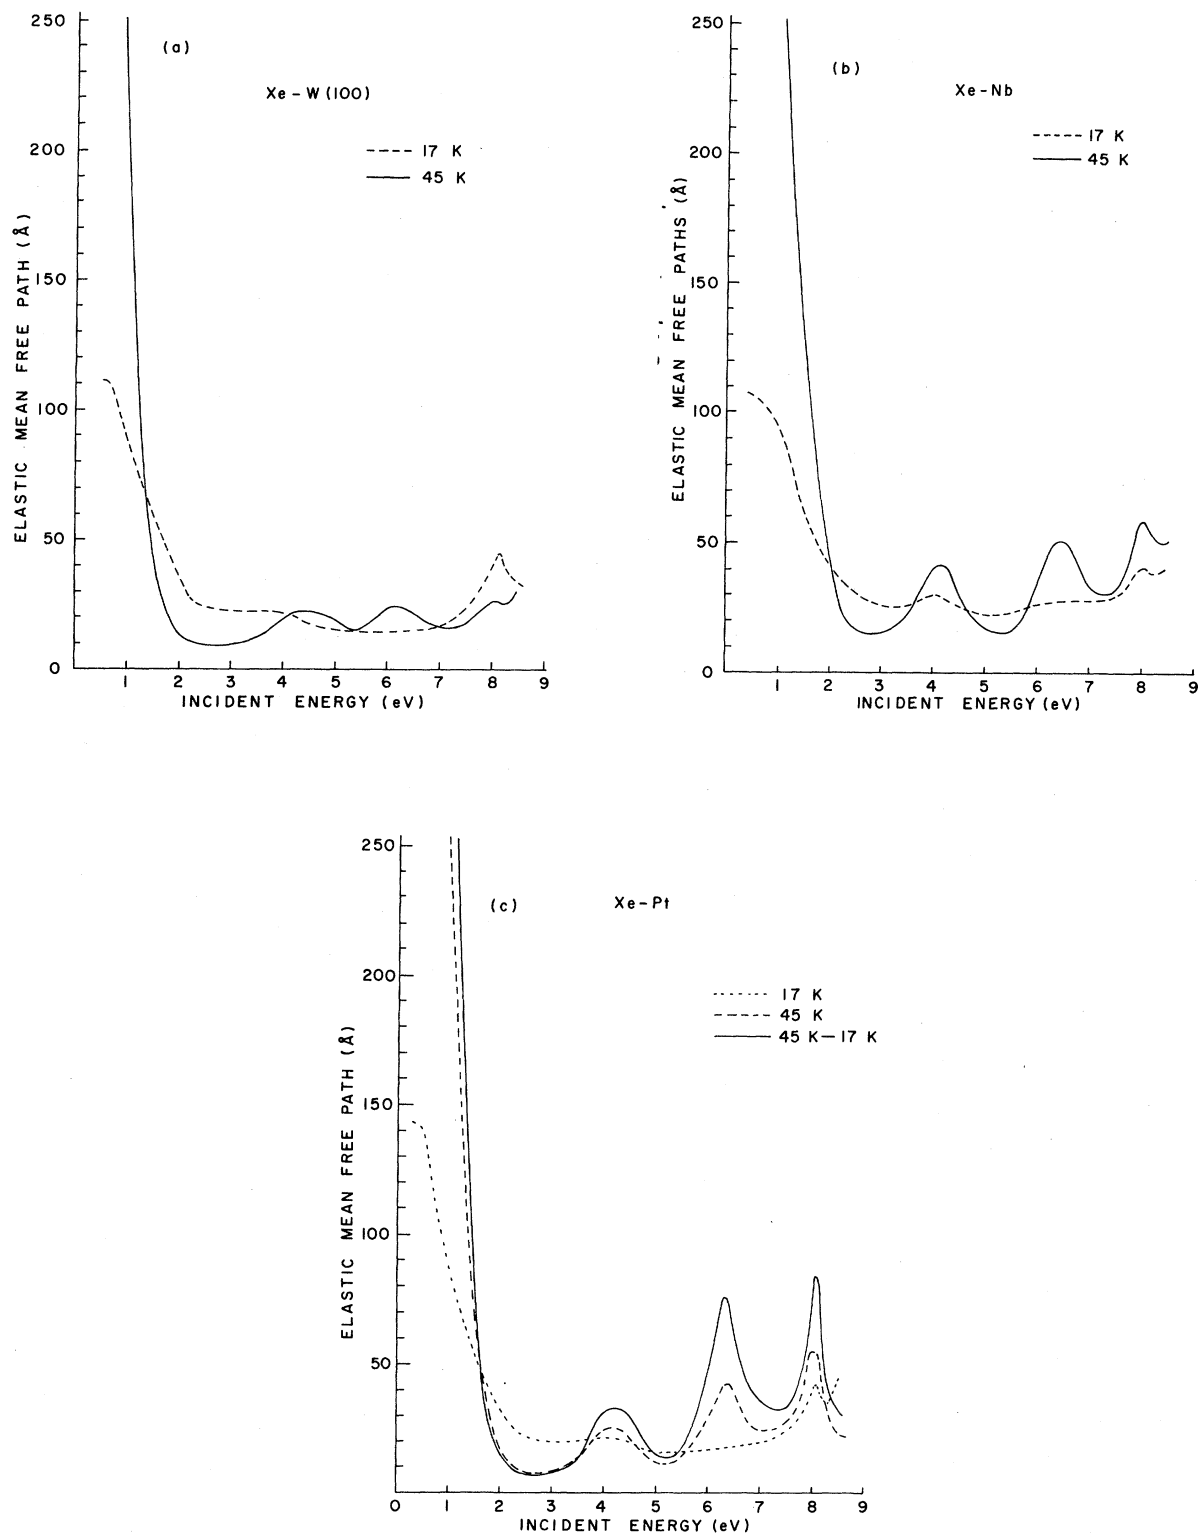 (a)
Xe-W(100)
--- 17 K
— 45 K
250
200
150
100
50
0
ELASTIC MEAN FREE PATH (Å)
1 2 3 4 5 6 7 8 9
INCIDENT ENERGY (eV)
(b)
Xe-Nb
--- 17 K
— 45 K
250
200
150
100
50
0
ELASTIC MEAN FREE PATHS (Å)
1 2 3 4 5 6 7 8 9
INCIDENT ENERGY (eV)
(c)
Xe-Pt
17 K
45 K
45 K—17 K
250
200
150
100
50
ELASTIC MEAN FREE PATH (Å)
0 1 2 3 4 5 6 7 8 9
INCIDENT ENERGY (eV)